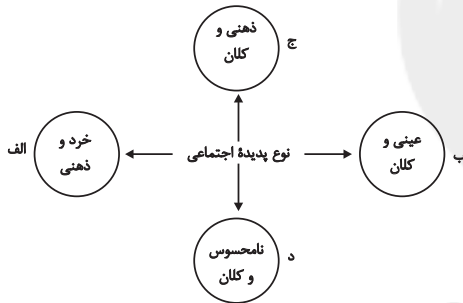 ذهنی و
کلان
ج
خرد و
ذهنی
الف
نوع پدیدهٔ اجتماعی
عینی و
کلان
ب
نامحسوس
و کلان
د